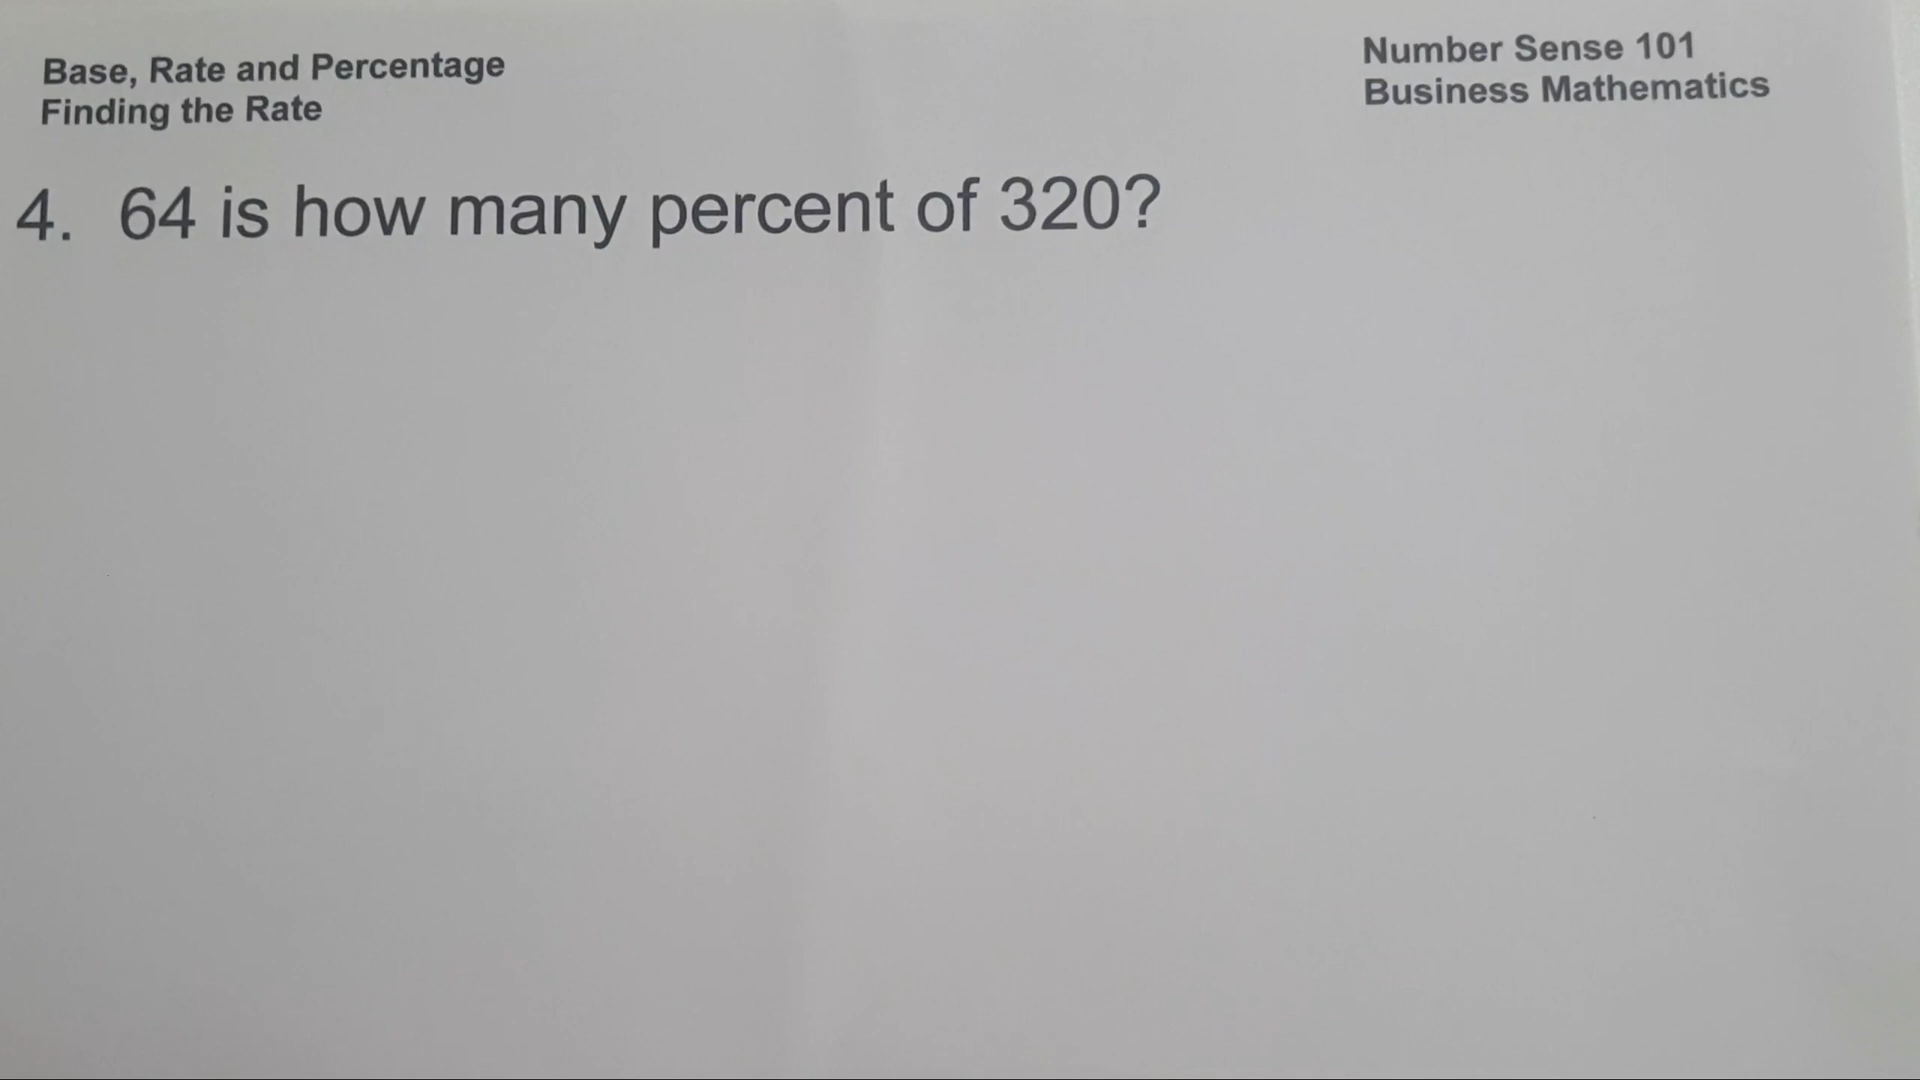 Base, Rate and Percentage
Finding the Rate
Number Sense 101
Business Mathematics
4. 64 is how many percent of 320?